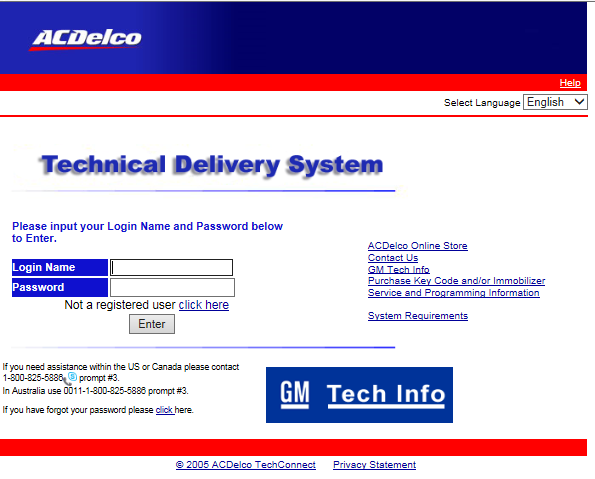 ACDelco
Help
Select Language English
Technical Delivery System
Please input your Login Name and Password below
to Enter.
Login Name
Password
Not a registered user click here
Enter
ACDelco Online Store
Contact Us
GM Tech Info
Purchase Key Code and/or Immobilizer
Service and Programming Information
System Requirements
If you need assistance within the US or Canada please contact
1-800-825-5886 prompt #3.
In Australia use 0011-1-800-825-5886 prompt #3.
If you have forgot your password please click here.
GM Tech Info
© 2005 ACDelco TechConnect Privacy Statement